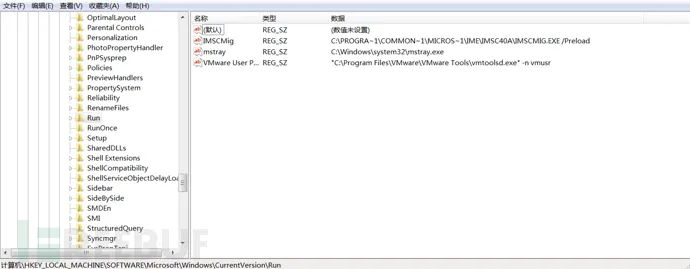 文件(F) 编辑(E) 查看(V) 收藏夹(A) 帮助(H)
OptimalLayout
Parental Controls
Personalization
PhotoPropertyHandler
PnPSysprep
Policies
PreviewHandlers
PropertySystem
Reliability
RenameFiles
Run
RunOnce
Setup
SharedDLLs
Shell Extensions
ShellCompatibility
ShellServiceObjectDelayLoa
Sidebar
SideBySide
SMDEn
SMI
StructuredQuery
Syncmgr
SysPrepTapi
名称 类型 数据
(默认) REG_SZ (数值未设置)
IMSCMig REG_SZ C:\PROGRA~1\COMMON~1\MICROS~1\IME\IMSC40A\IMSCMIG.EXE /Preload
mstray REG_SZ C:\Windows\system32\mstray.exe
VMware User P... REG_SZ "C:\Program Files\VMware\VMware Tools\vmtoolsd.exe" -n vmusr
FREEBUF
计算机\HKEY_LOCAL_MACHINE\SOFTWARE\Microsoft\Windows\CurrentVersion\Run